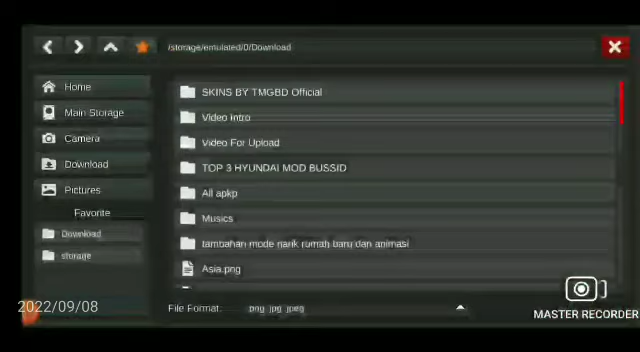 /storage/emulated/0/Download
Home
Main Storage
Camera
Download
Pictures
Favorite
Download
storage
SKINS BY TMGBD Official
Video Intro
Video For Upload
TOP 3 HYUNDAI MOD BUSSID
All apkp
Musics
tambahan mode narik rumah baru dan animasi
Asia.png
File Format: .png .jpg .jpeg
2022/09/08
MASTER RECORDER